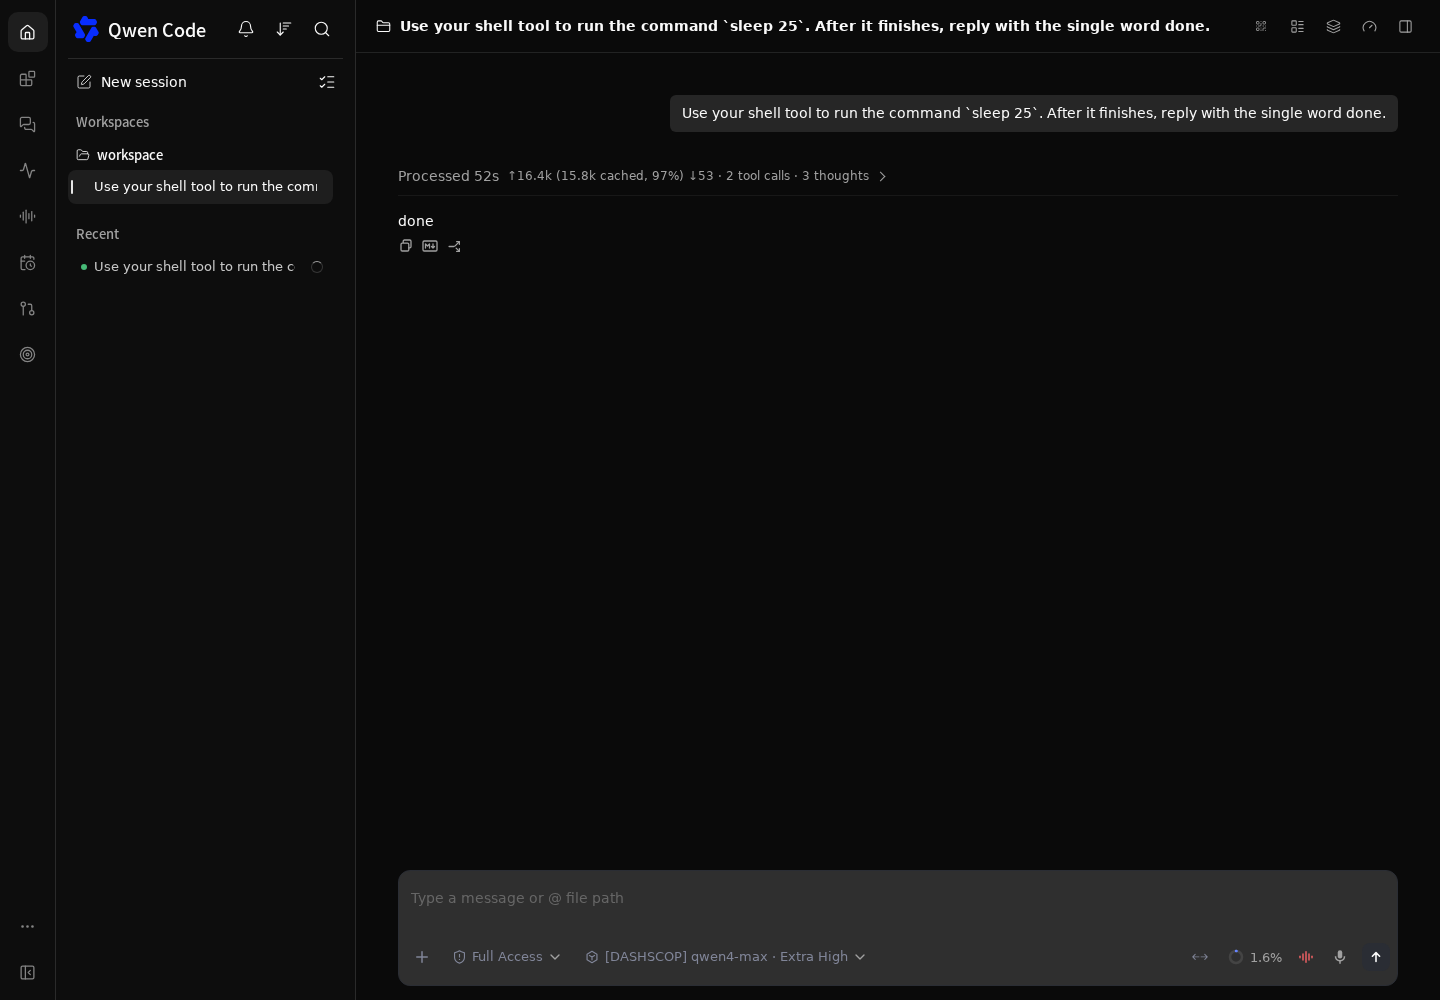 Qwen Code
New session
Workspaces
workspace
Use your shell tool to run the com
Recent
Use your shell tool to run the c
Use your shell tool to run the command `sleep 25`. After it finishes, reply with the single word done.
Use your shell tool to run the command `sleep 25`. After it finishes, reply with the single word done.
Processed 52s ↑16.4k (15.8k cached, 97%) ↓53 · 2 tool calls · 3 thoughts
done
Type a message or @ file path
Full Access
[DASHSCOP] qwen4-max · Extra High
1.6%